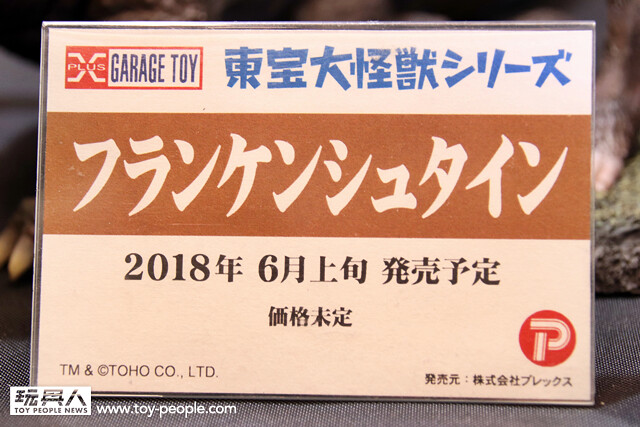 X PLUS GARAGE TOY 東宝大怪獣シリーズ
フランケンシュタイン
2018年 6月上旬 発売予定
価格未定
P
TM & ©TOHO CO., LTD.
発売元：株式会社プレックス
玩具人
TOY PEOPLE NEWS www.toy-people.com